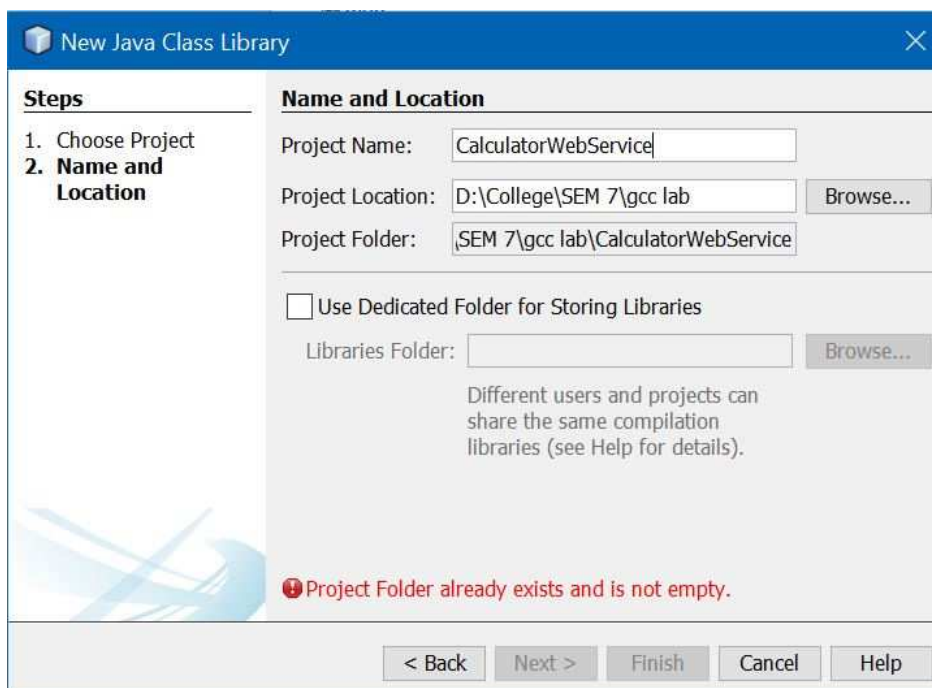 New Java Class Library
Steps
1. Choose Project
2. Name and
Location
Name and Location
Project Name: CalculatorWebService
Project Location: D:\College\SEM 7\gcc lab Browse...
Project Folder: \SEM 7\gcc lab\CalculatorWebService
Use Dedicated Folder for Storing Libraries
Libraries Folder: Browse...
Different users and projects can
share the same compilation
libraries (see Help for details).
Project Folder already exists and is not empty.
< Back Next > Finish Cancel Help